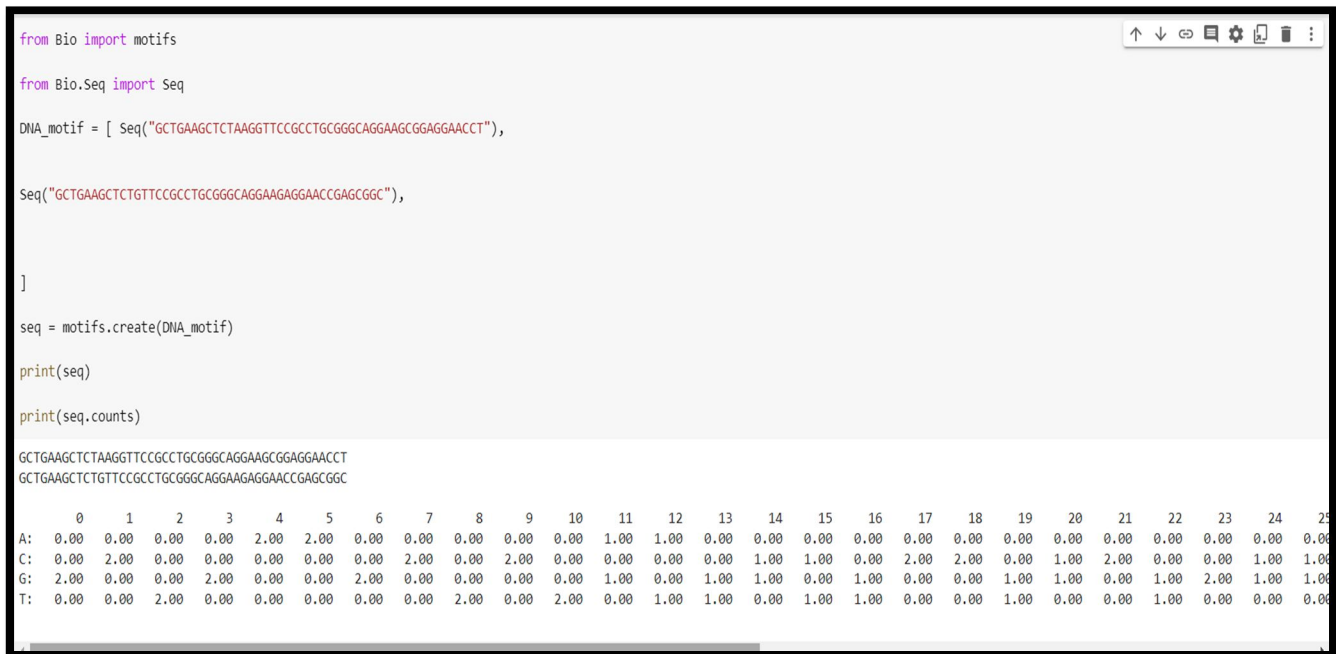 from Bio import motifs
from Bio.Seq import Seq
DNA_motif = [ Seq("GCTGAAGCTCTAAGGTTCCGCCTGCGGGCAGGAAGCGGAGGAACCT"),
Seq("GCTGAAGCTCTGTTCCGCCTGCGGGCAGGAAGAGGAACCGAGCGGC"),
]
seq = motifs.create(DNA_motif)
print(seq)
print(seq.counts)
GCTGAAGCTCTAAGGTTCCGCCTGCGGGCAGGAAGCGGAGGAACCT
GCTGAAGCTCTGTTCCGCCTGCGGGCAGGAAGAGGAACCGAGCGGC
0 1 2 3 4 5 6 7 8 9 10 11 12 13 14 15 16 17 18 19 20 21 22 23 24 25
A: 0.00 0.00 0.00 0.00 2.00 2.00 0.00 0.00 0.00 0.00 0.00 1.00 1.00 0.00 0.00 0.00 0.00 0.00 0.00 0.00 0.00 0.00 0.00 0.00 0.00 0.00
C: 0.00 2.00 0.00 0.00 0.00 0.00 0.00 2.00 0.00 2.00 0.00 0.00 0.00 0.00 1.00 1.00 0.00 2.00 2.00 0.00 1.00 2.00 0.00 0.00 1.00 1.00
G: 2.00 0.00 0.00 2.00 0.00 0.00 2.00 0.00 0.00 0.00 0.00 1.00 0.00 1.00 1.00 0.00 1.00 0.00 0.00 1.00 1.00 0.00 1.00 2.00 1.00 1.00
T: 0.00 0.00 2.00 0.00 0.00 0.00 0.00 0.00 2.00 0.00 2.00 0.00 1.00 1.00 0.00 1.00 1.00 0.00 0.00 1.00 0.00 0.00 1.00 0.00 0.00 0.00